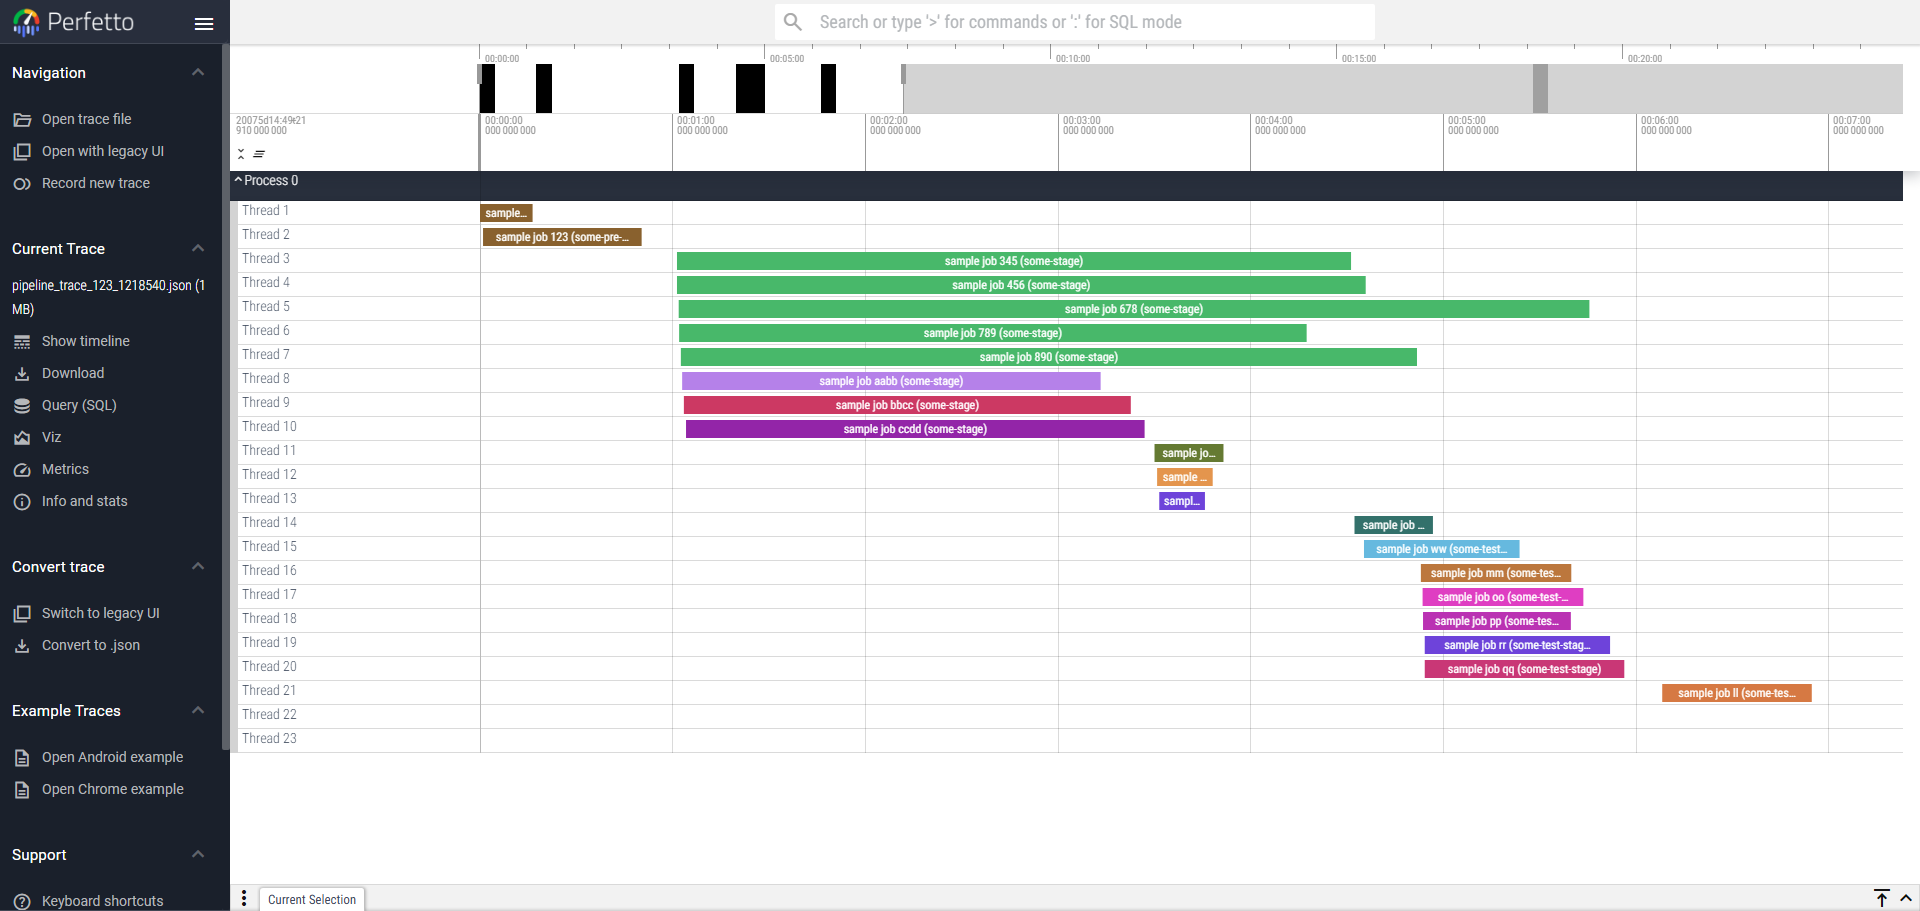 Perfetto
Search or type '>' for commands or ':' for SQL mode
Navigation
Open trace file
Open with legacy UI
Record new trace
Current Trace
pipeline_trace_123_1218540.json (1
MB)
Show timeline
Download
Query (SQL)
Viz
Metrics
Info and stats
Convert trace
Switch to legacy UI
Convert to .json
Example Traces
Open Android example
Open Chrome example
Support
Keyboard shortcuts
00:00:00 00:05:00 00:10:00 00:15:00 00:20:00
20075d14:49 21 00:00:00 00:01:00 00:02:00 00:03:00 00:04:00 00:05:00 00:06:00 00:07:00
910 000 000 000 000 000 000 000 000 000 000 000 000 000 000 000 000 000 000 000 000 000 000 000 000 000
Process 0
Thread 1 sample...
Thread 2 sample job 123 (some-pre-...
Thread 3 sample job 345 (some-stage)
Thread 4 sample job 456 (some-stage)
Thread 5 sample job 678 (some-stage)
Thread 6 sample job 789 (some-stage)
Thread 7 sample job 890 (some-stage)
Thread 8 sample job aabb (some-stage)
Thread 9 sample job bbcc (some-stage)
Thread 10 sample job ccdd (some-stage)
Thread 11 sample jo...
Thread 12 sample ...
Thread 13 sampl...
Thread 14 sample job ...
Thread 15 sample job ww (some-test...
Thread 16 sample job mm (some-tes...
Thread 17 sample job oo (some-test-...
Thread 18 sample job pp (some-tes...
Thread 19 sample job rr (some-test-stag...
Thread 20 sample job qq (some-test-stage)
Thread 21 sample job ll (some-tes...
Thread 22
Thread 23
Current Selection